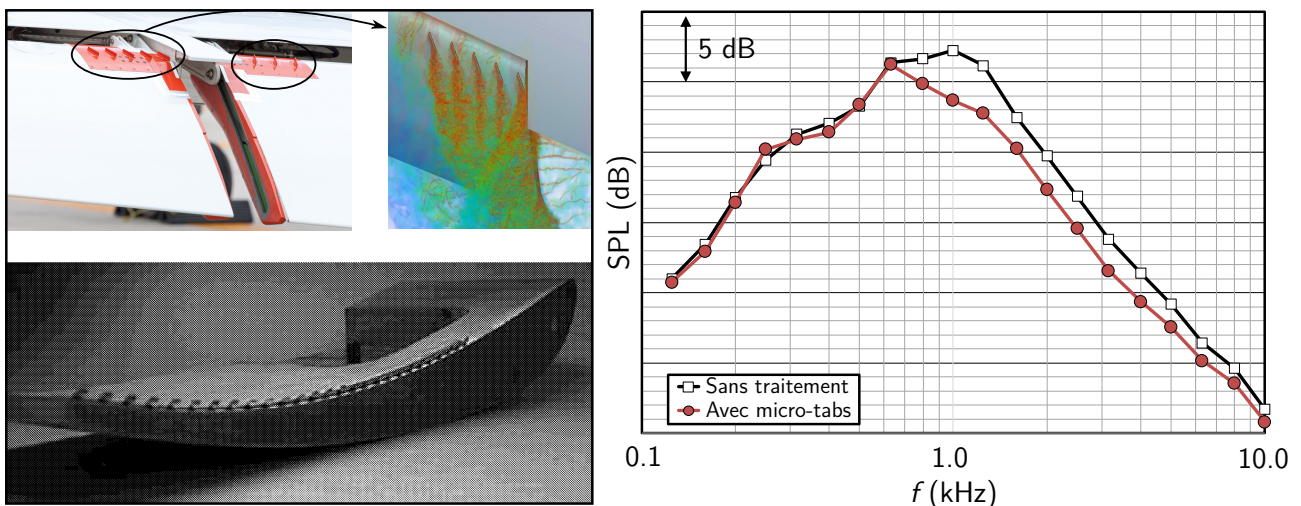 5 dB
SPL (dB)
Sans traitement
Avec micro-tabs
0.1
1.0
10.0
f (kHz)